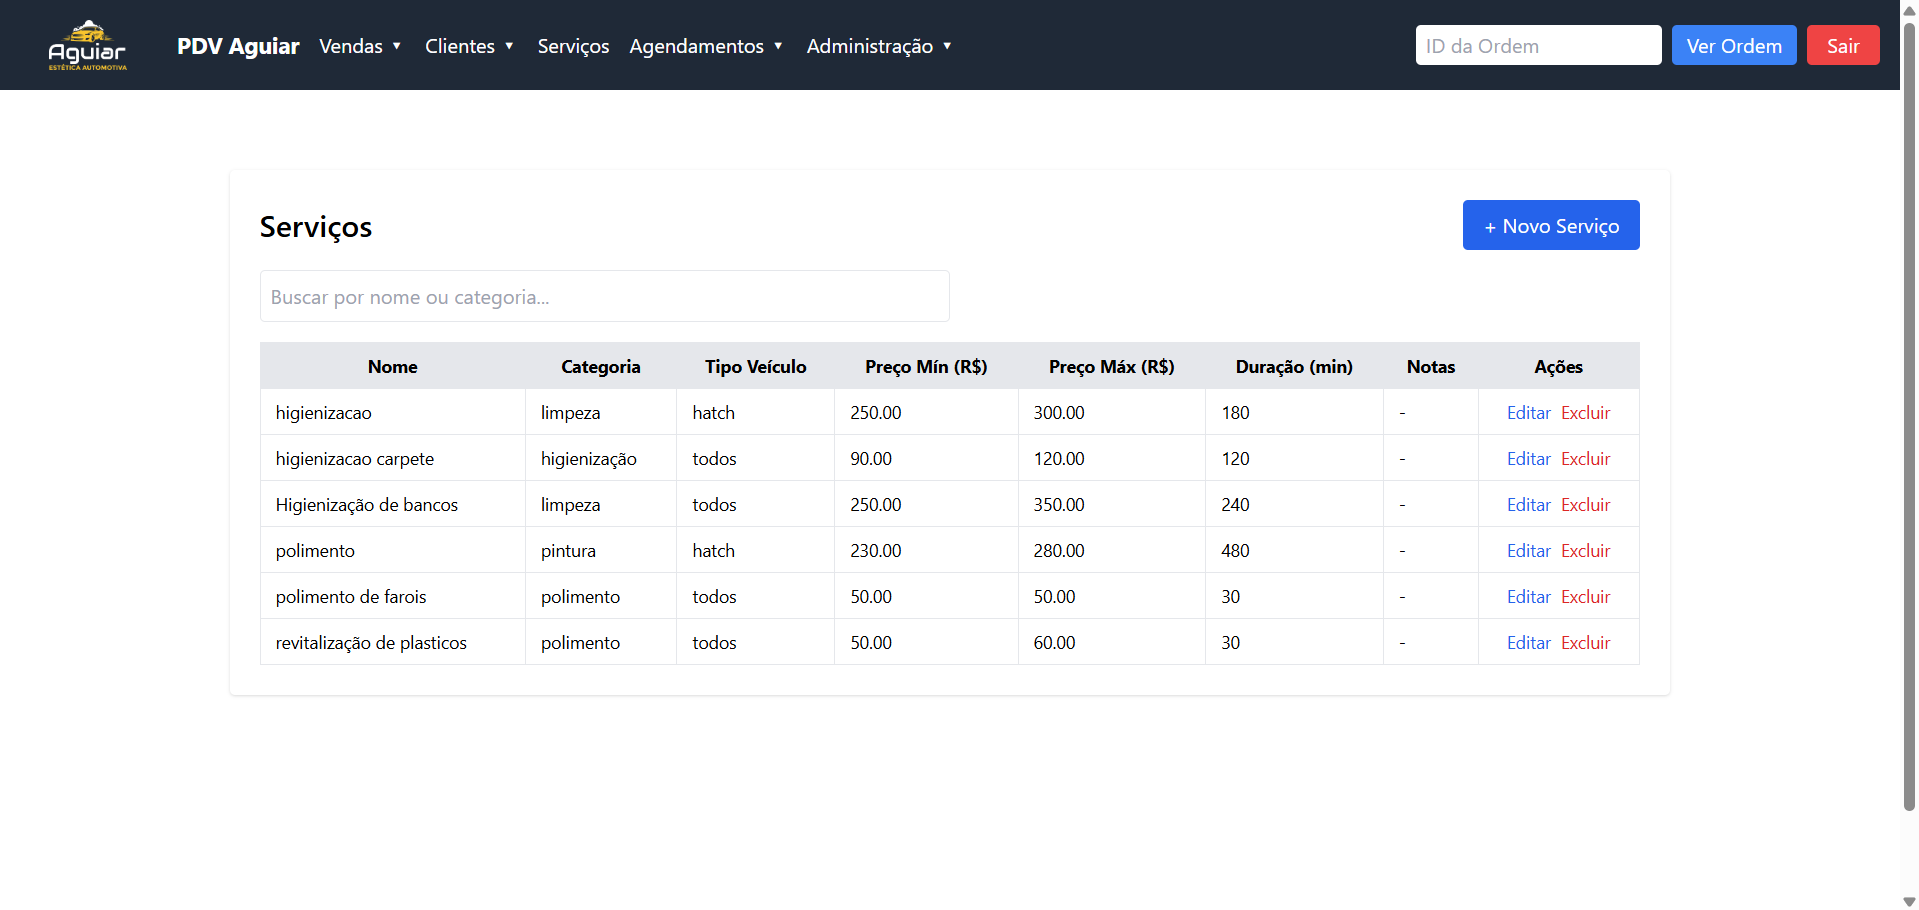 Aguiar
ESTÉTICA AUTOMOTIVA
PDV Aguiar Vendas ▼ Clientes ▼ Serviços Agendamentos ▼ Administração ▼ ID da Ordem Ver Ordem Sair
Serviços + Novo Serviço
Buscar por nome ou categoria...
Nome Categoria Tipo Veículo Preço Mín (R$) Preço Máx (R$) Duração (min) Notas Ações
higienizacao limpeza hatch 250.00 300.00 180 - Editar Excluir
higienizacao carpete higienização todos 90.00 120.00 120 - Editar Excluir
Higienização de bancos limpeza todos 250.00 350.00 240 - Editar Excluir
polimento pintura hatch 230.00 280.00 480 - Editar Excluir
polimento de farois polimento todos 50.00 50.00 30 - Editar Excluir
revitalização de plasticos polimento todos 50.00 60.00 30 - Editar Excluir